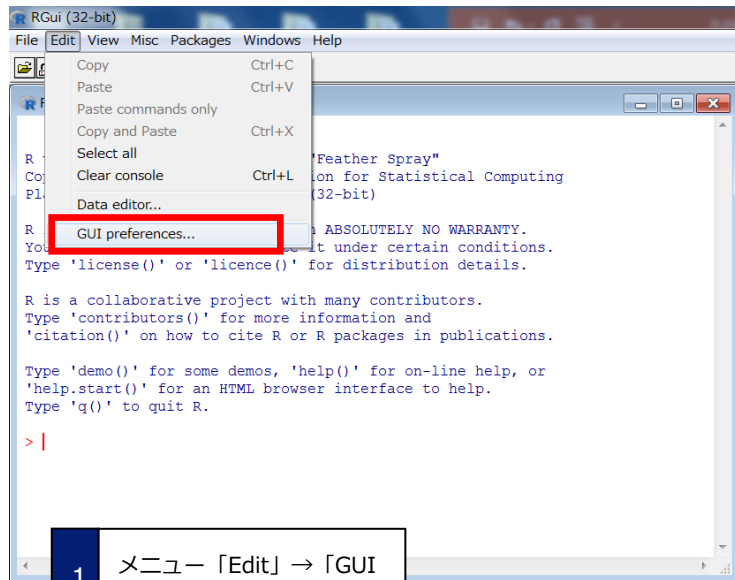 RGui (32-bit)
File Edit View Misc Packages Windows Help
Copy Ctrl+C
Paste Ctrl+V
Paste commands only
Copy and Paste Ctrl+X
Select all
Clear console Ctrl+L
Data editor...
GUI preferences...
R "Feather Spray"
for Statistical Computing
(32-bit)
R ABSOLUTELY NO WARRANTY.
it under certain conditions.
Type 'license()' or 'licence()' for distribution details.
R is a collaborative project with many contributors.
Type 'contributors()' for more information and
'citation()' on how to cite R or R packages in publications.
Type 'demo()' for some demos, 'help()' for on-line help, or
'help.start()' for an HTML browser interface to help.
Type 'q()' to quit R.
>
1 メニュー「Edit」→「GUI